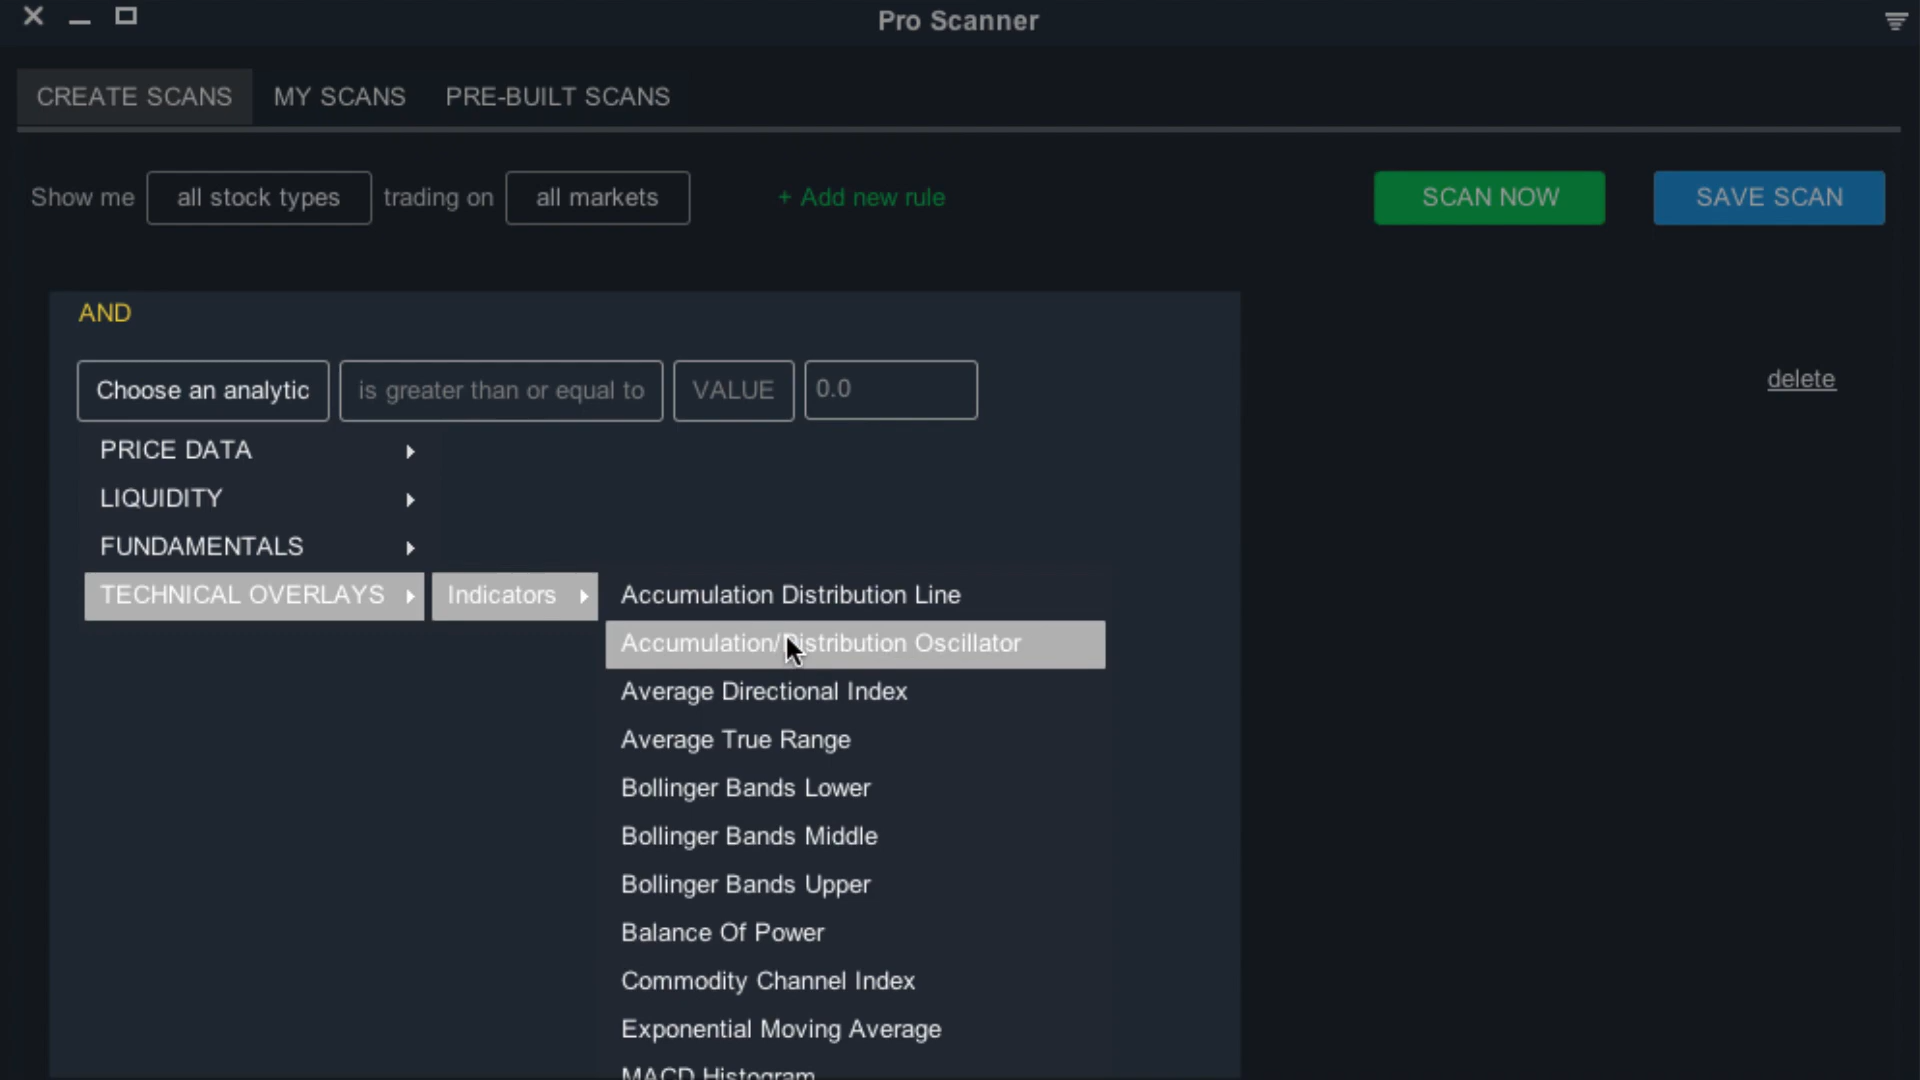 Pro Scanner
CREATE SCANS MY SCANS PRE-BUILT SCANS
Show me all stock types trading on all markets + Add new rule SCAN NOW SAVE SCAN
AND
Choose an analytic is greater than or equal to VALUE 0.0 delete
PRICE DATA
LIQUIDITY
FUNDAMENTALS
TECHNICAL OVERLAYS Indicators Accumulation Distribution Line
Accumulation/Distribution Oscillator
Average Directional Index
Average True Range
Bollinger Bands Lower
Bollinger Bands Middle
Bollinger Bands Upper
Balance Of Power
Commodity Channel Index
Exponential Moving Average
MACD Histogram